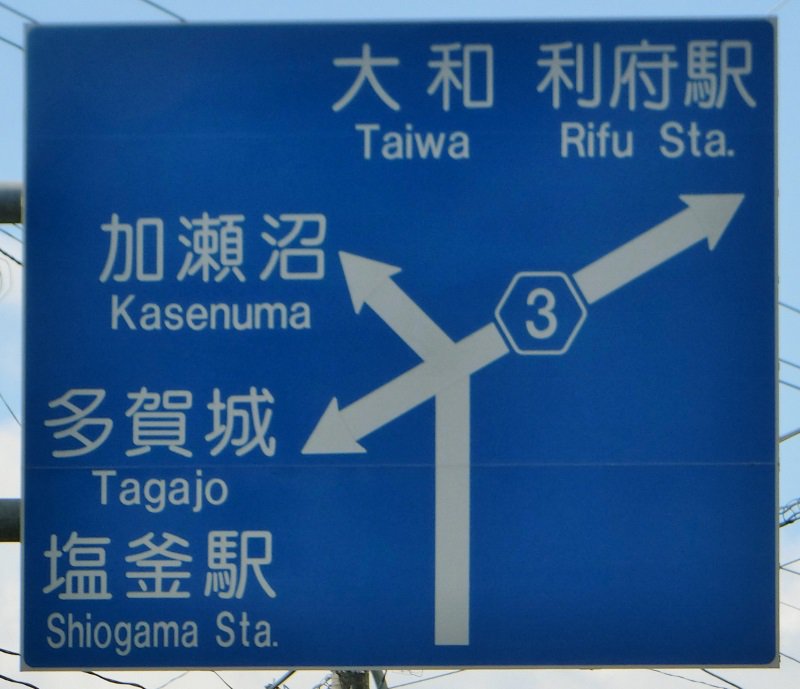 大和 利府駅
Taiwa Rifu Sta.
加瀬沼
Kasenuma
3
多賀城
Tagajo
塩釜駅
Shiogama Sta.